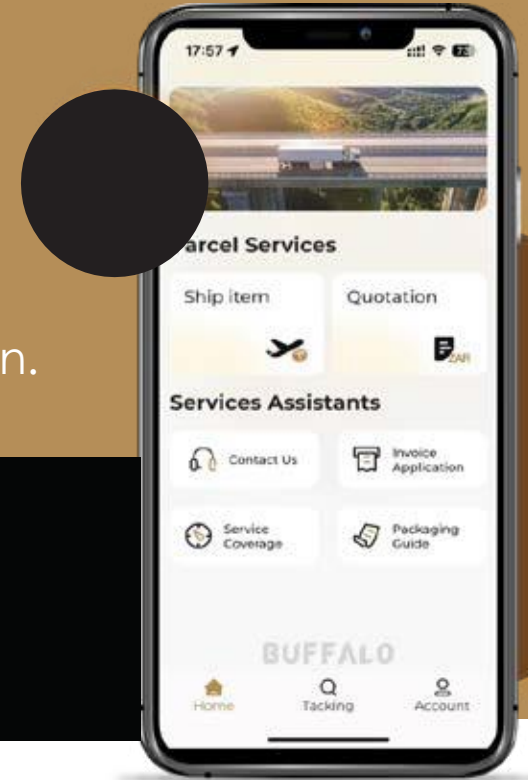 17:57
73
arcel Services
Ship item
Quotation
ZAR
n.
Services Assistants
Contact Us
Invoice
Application
Service
Coverage
Packaging
Guide
BUFFALO
Home
Tacking
Account